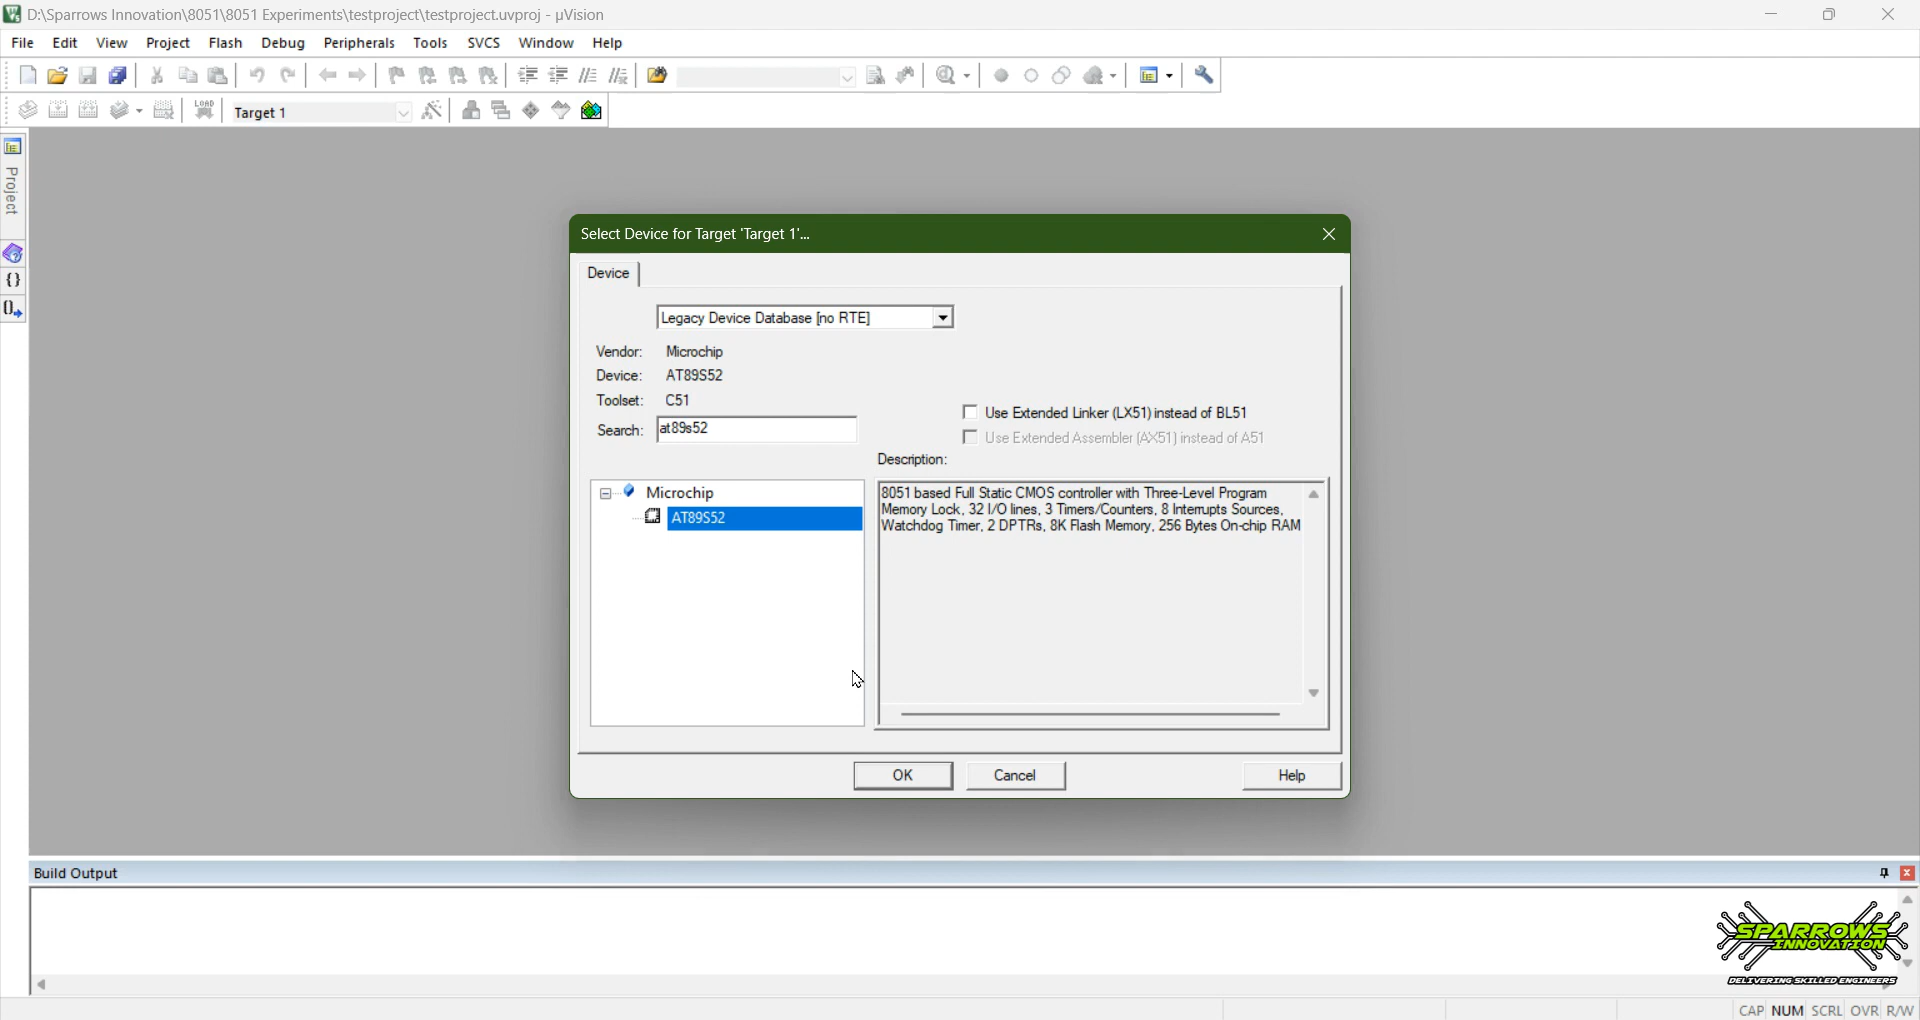 D:\Sparrows Innovation\8051\8051 Experiments\testproject\testproject.uvproj - µVision
File Edit View Project Flash Debug Peripherals Tools SVCS Window Help
LOAD Target 1
Project
Select Device for Target 'Target 1'...
Device
Legacy Device Database [no RTE]
Vendor: Microchip
Device: AT89S52
Toolset: C51
Search: at89s52
Use Extended Linker (LX51) instead of BL51
Use Extended Assembler (AX51) instead of A51
Description:
Microchip
AT89S52
8051 based Full Static CMOS controller with Three-Level Program
Memory Lock, 32 I/O lines, 3 Timers/Counters, 8 Interrupts Sources,
Watchdog Timer, 2 DPTRs, 8K Flash Memory, 256 Bytes On-chip RAM
OK Cancel Help
Build Output
SPARROWS
INNOVATION
DELIVERING SKILLED ENGINEERS
CAP NUM SCRL OVR R/W